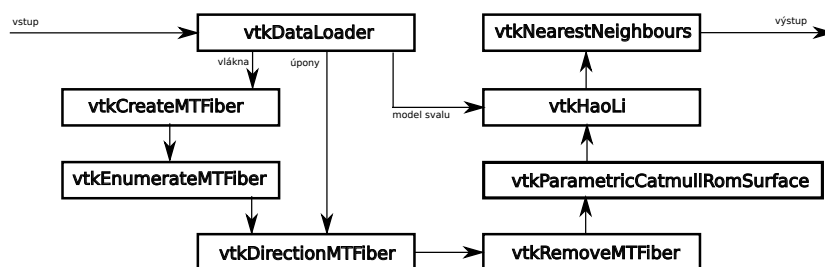 vstup
vtkDataLoader
vtkNearestNeighbours
výstup
vlákna
úpony
vtkCreateMTFiber
model svalu
vtkHaoLi
vtkEnumerateMTFiber
vtkParametricCatmullRomSurface
vtkDirectionMTFiber
vtkRemoveMTFiber